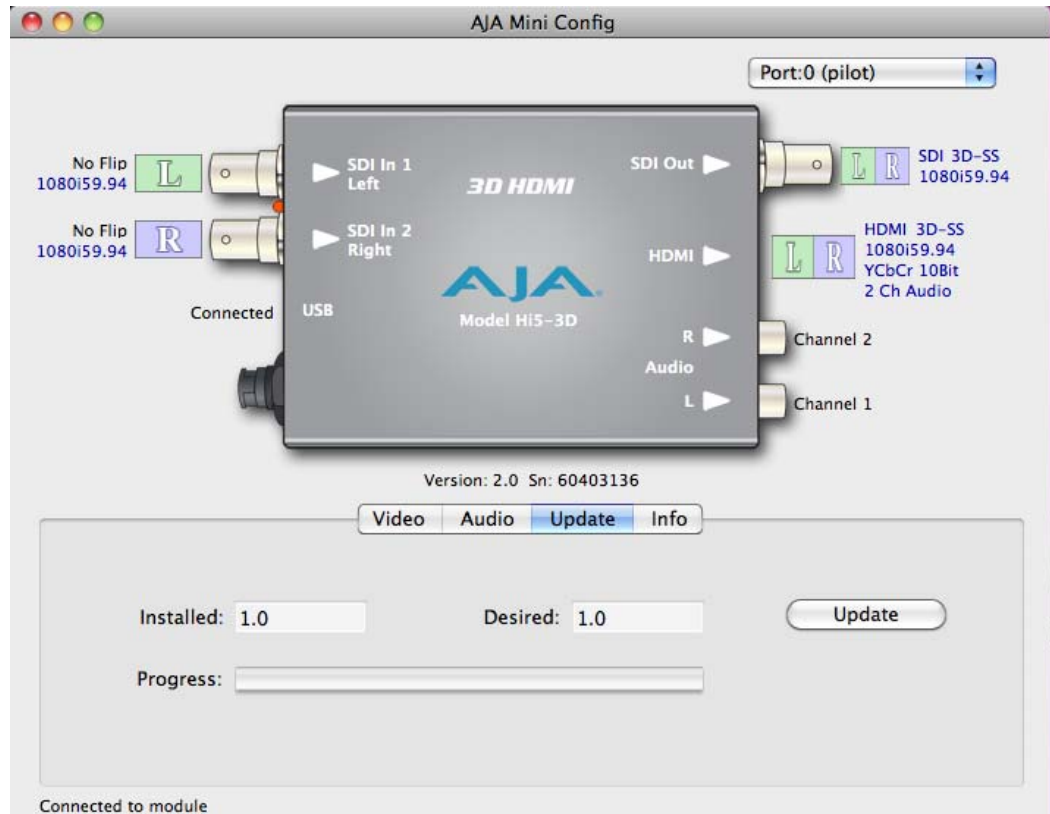 AJA Mini Config
Port:0 (pilot)
No Flip
1080i59.94
L
SDI In 1
Left
3D HDMI
SDI Out
L R
SDI 3D-SS
1080i59.94
No Flip
1080i59.94
R
SDI In 2
Right
HDMI
L R
HDMI 3D-SS
1080i59.94
YCbCr 10Bit
2 Ch Audio
Connected
USB
AJA
Model Hi5-3D
R
Channel 2
Audio
L
Channel 1
Version: 2.0 Sn: 60403136
Video Audio Update Info
Installed: 1.0 Desired: 1.0 Update
Progress:
Connected to module